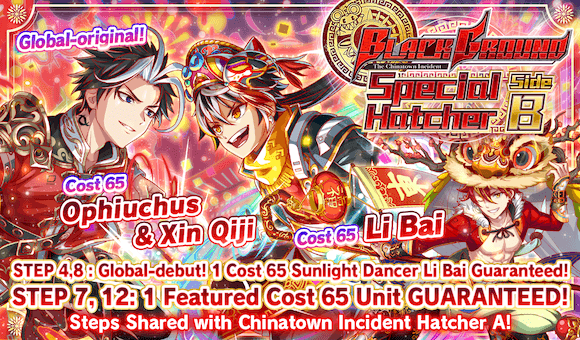 Global-original!
BLACK GROUND
The Chinatown Incident
Special
Hatcher
Side
B
Cost 65
Ophiuchus
& Xin Qiji
Cost 65
Li Bai
STEP 4,8 : Global-debut! 1 Cost 65 Sunlight Dancer Li Bai Guaranteed!
STEP 7, 12: 1 Featured Cost 65 Unit GUARANTEED!
Steps Shared with Chinatown Incident Hatcher A!